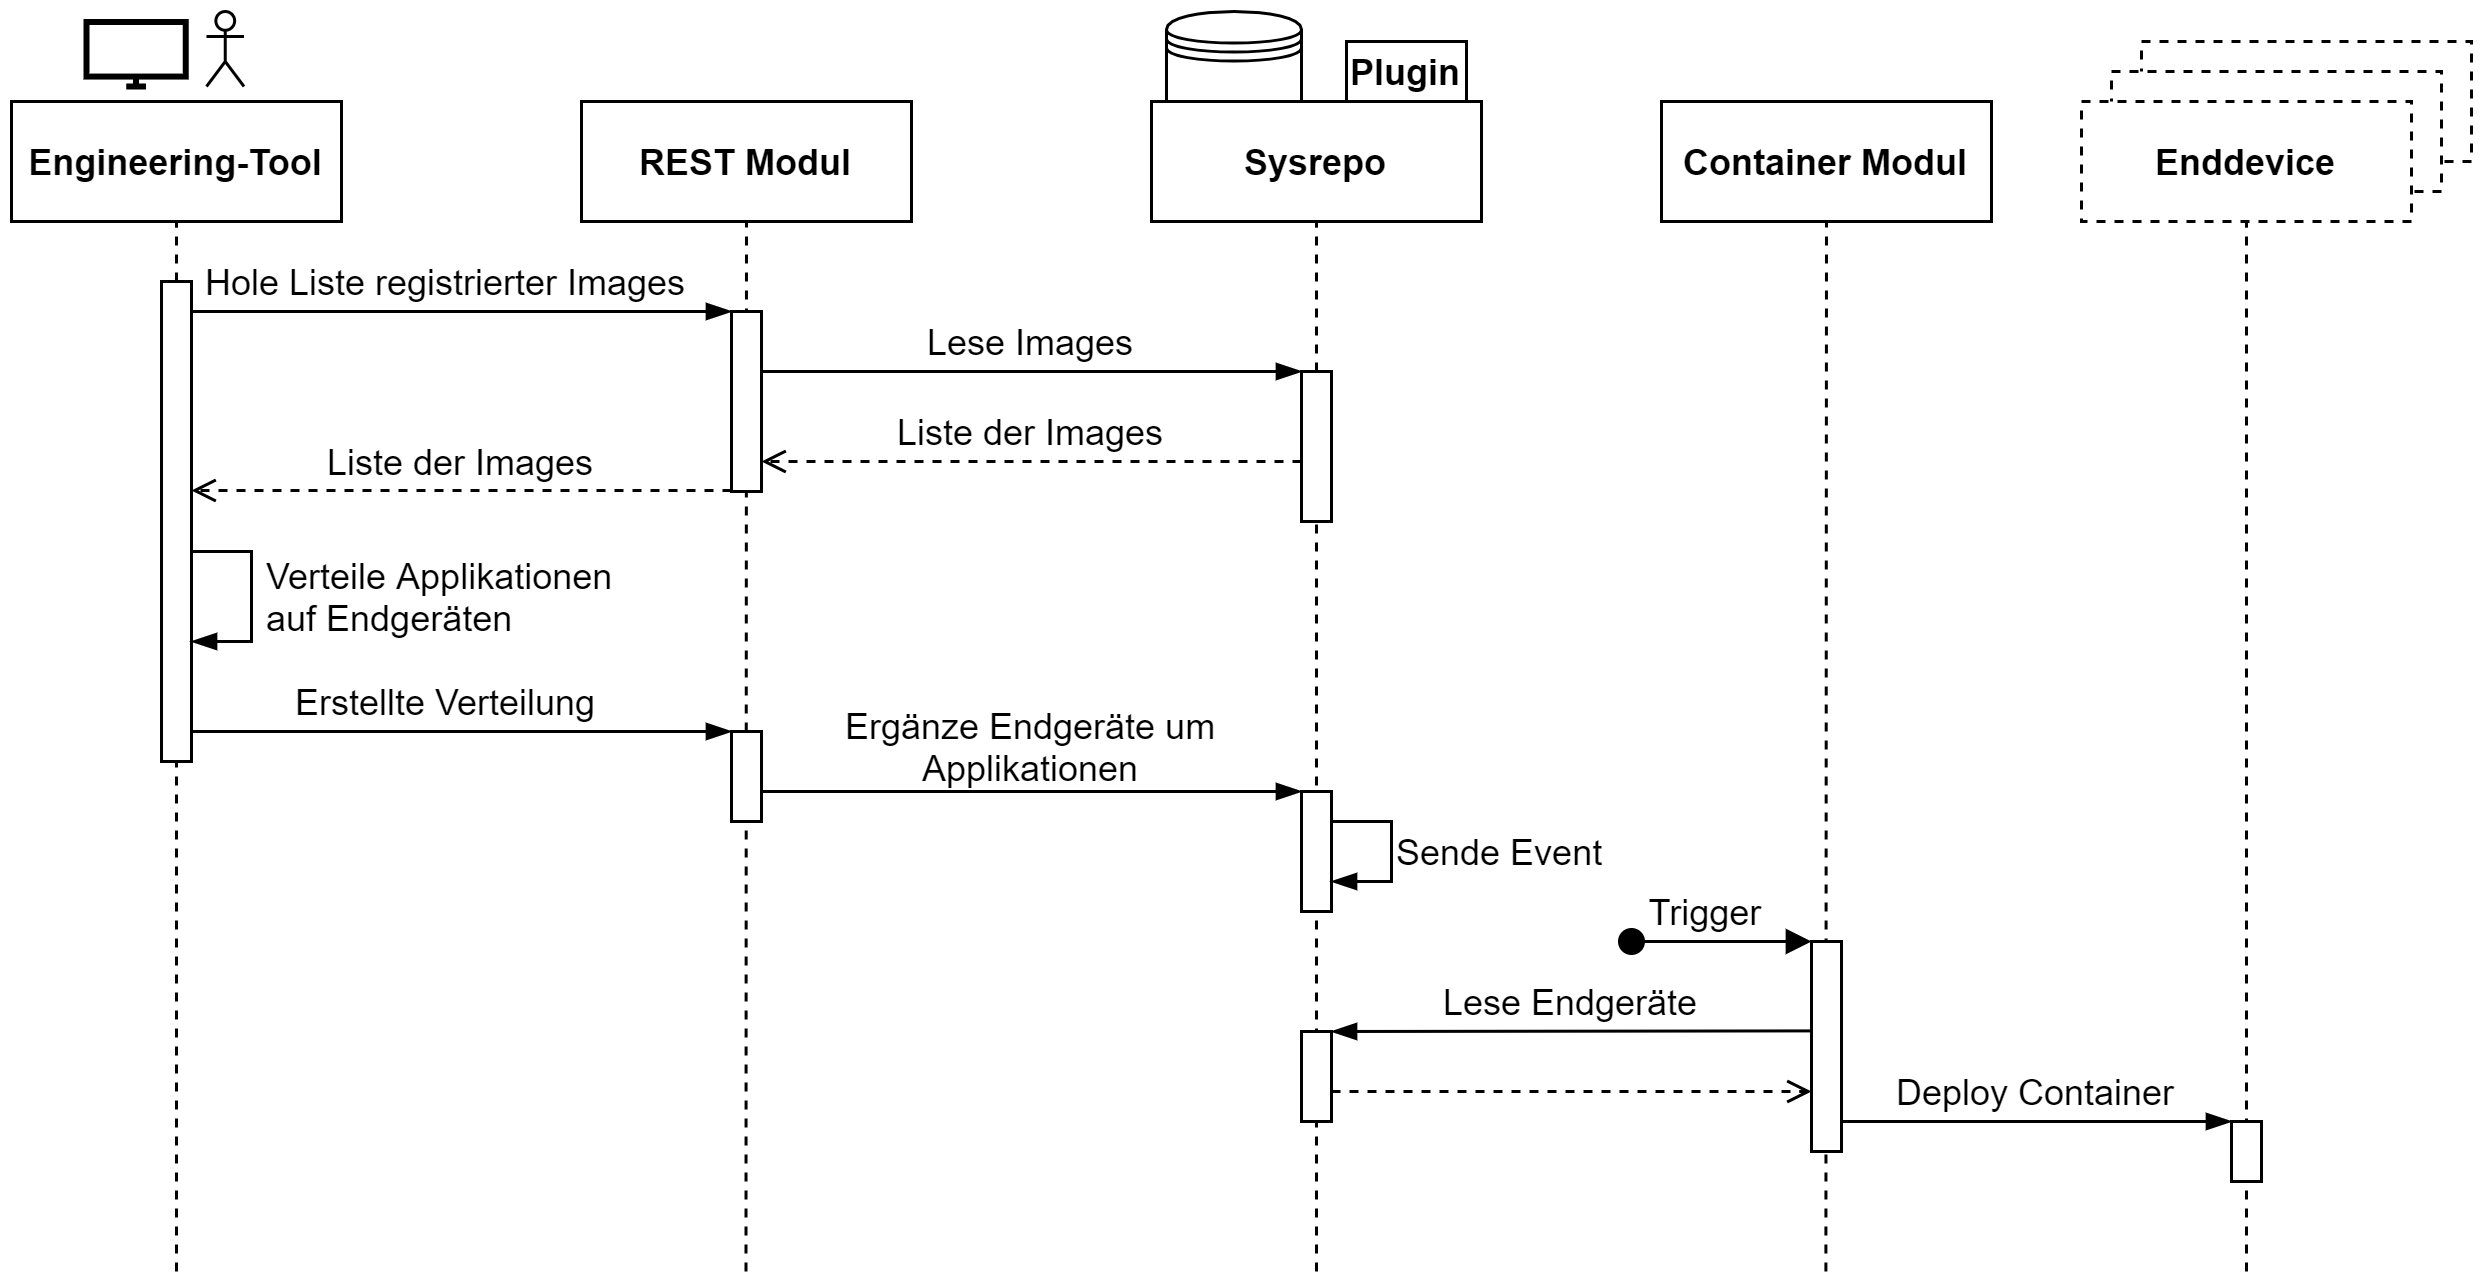 Plugin
Engineering-Tool
REST Modul
Sysrepo
Container Modul
Enddevice
Hole Liste registrierter Images
Lese Images
Liste der Images
Liste der Images
Verteile Applikationen
auf Endgeräten
Erstellte Verteilung
Ergänze Endgeräte um
Applikationen
Sende Event
Trigger
Lese Endgeräte
Deploy Container